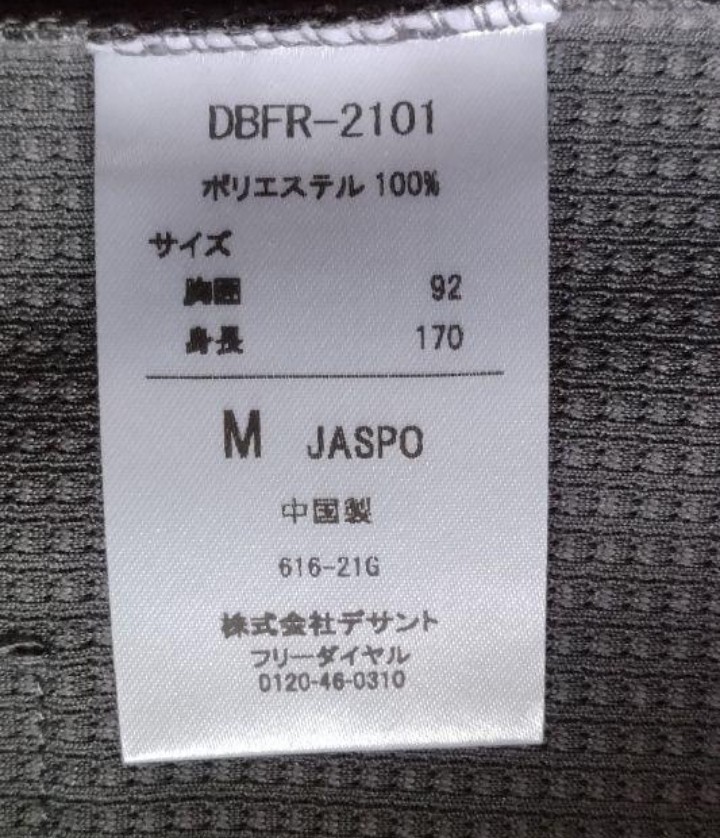 DBFR-2101
ポリエステル 100%
サイズ
胸囲 92
身長 170
M JASPO
中国製
616-21G
株式会社デサント
フリーダイヤル
0120-46-0310